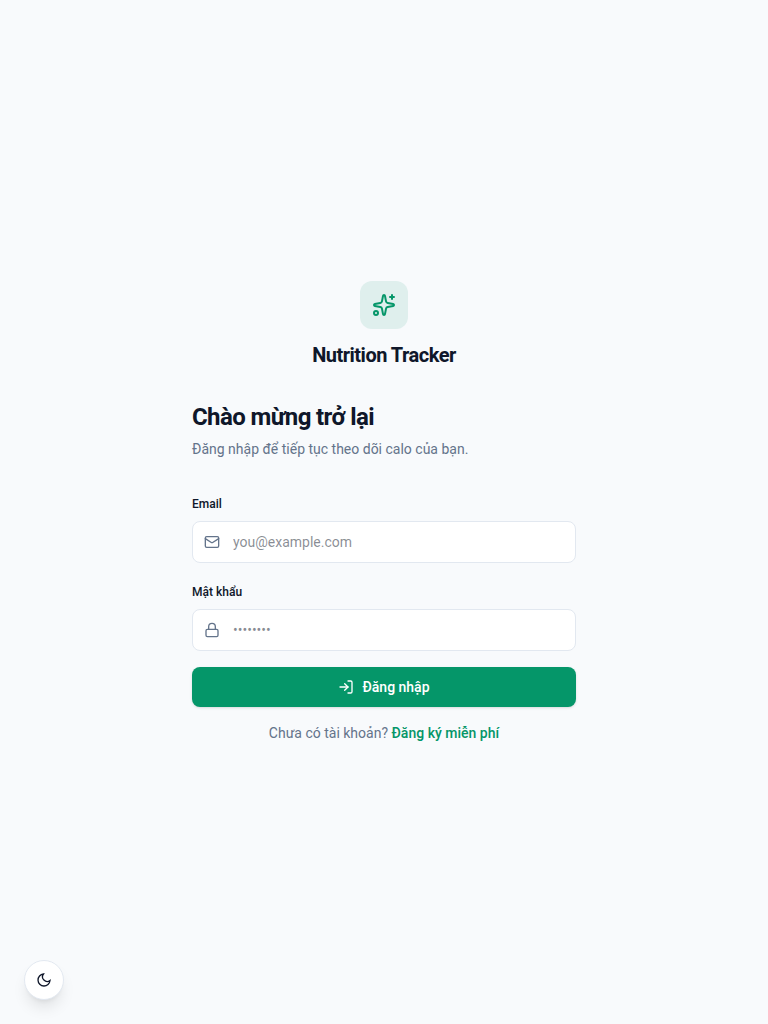 Nutrition Tracker
Chào mừng trở lại
Đăng nhập để tiếp tục theo dõi calo của bạn.
Email
you@example.com
Mật khẩu
••••••••
Đăng nhập
Chưa có tài khoản? Đăng ký miễn phí